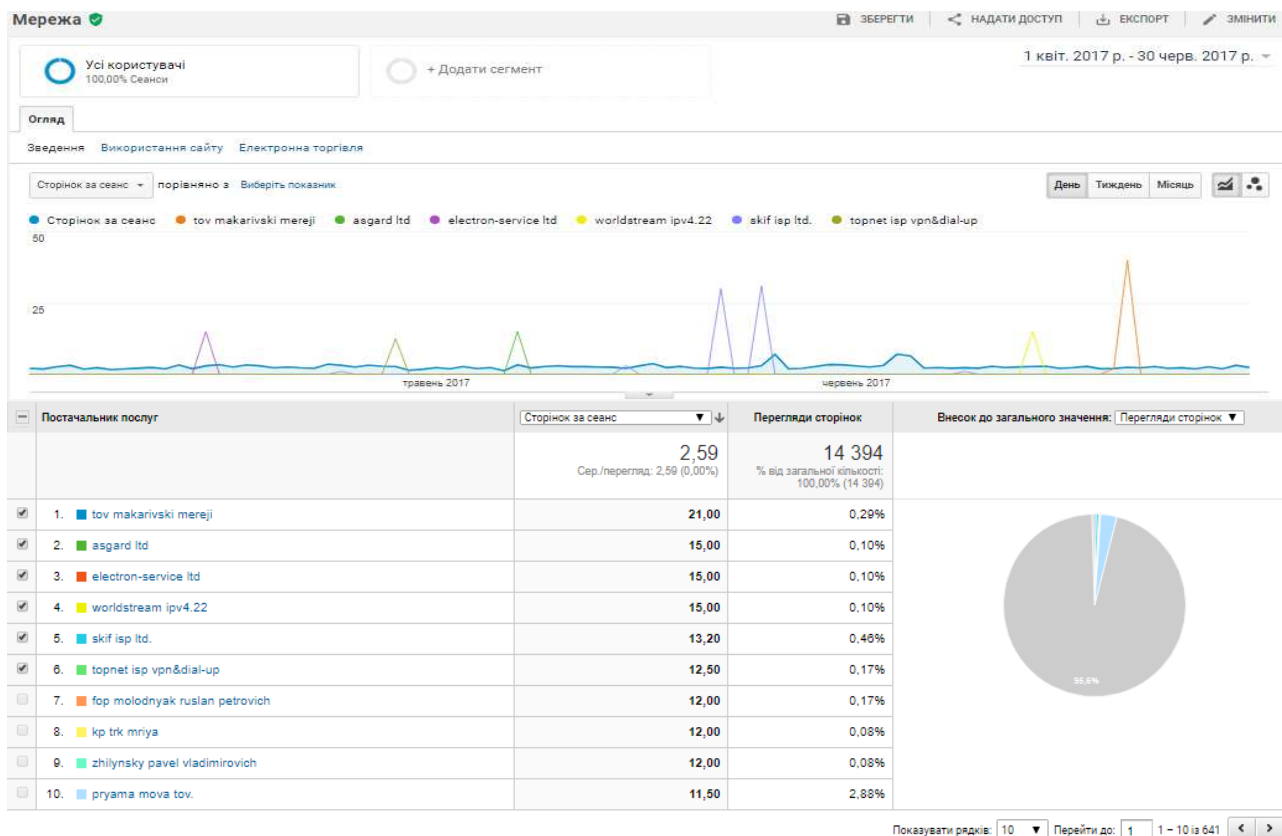 Мережа
ЗБЕРЕГТИ НАДАТИ ДОСТУП ЕКСПОРТ ЗМІНИТИ
Усі користувачі
100,00% Сеанси
+ Додати сегмент
1 квіт. 2017 р. - 30 черв. 2017 р.
Огляд
Зведення Використання сайту Електронна торгівля
Сторінок за сеанс порівняно з Виберіть показник
День Тиждень Місяць
Сторінок за сеанс tov makarivski mereji asgard ltd electron-service ltd worldstream ipv4.22 skif isp ltd. topnet isp vpn&dial-up
50
25
травень 2017 червень 2017
Постачальник послуг Сторінок за сеанс Перегляди сторінок Внесок до загального значення: Перегляди сторінок
2,59 14 394
Сер./перегляд: 2,59 (0,00%) % від загальної кількості:
100,00% (14 394)
1. tov makarivski mereji 21,00 0,29%
2. asgard ltd 15,00 0,10%
3. electron-service ltd 15,00 0,10%
4. worldstream ipv4.22 15,00 0,10%
5. skif isp ltd. 13,20 0,46%
6. topnet isp vpn&dial-up 12,50 0,17%
7. fop molodnyak ruslan petrovich 12,00 0,17%
8. kp trk mriya 12,00 0,08%
9. zhilynsky pavel vladimirovich 12,00 0,08%
10. pryama mova tov. 11,50 2,88%
95,6%
Показувати рядків: 10 Перейти до: 1 1 – 10 із 641